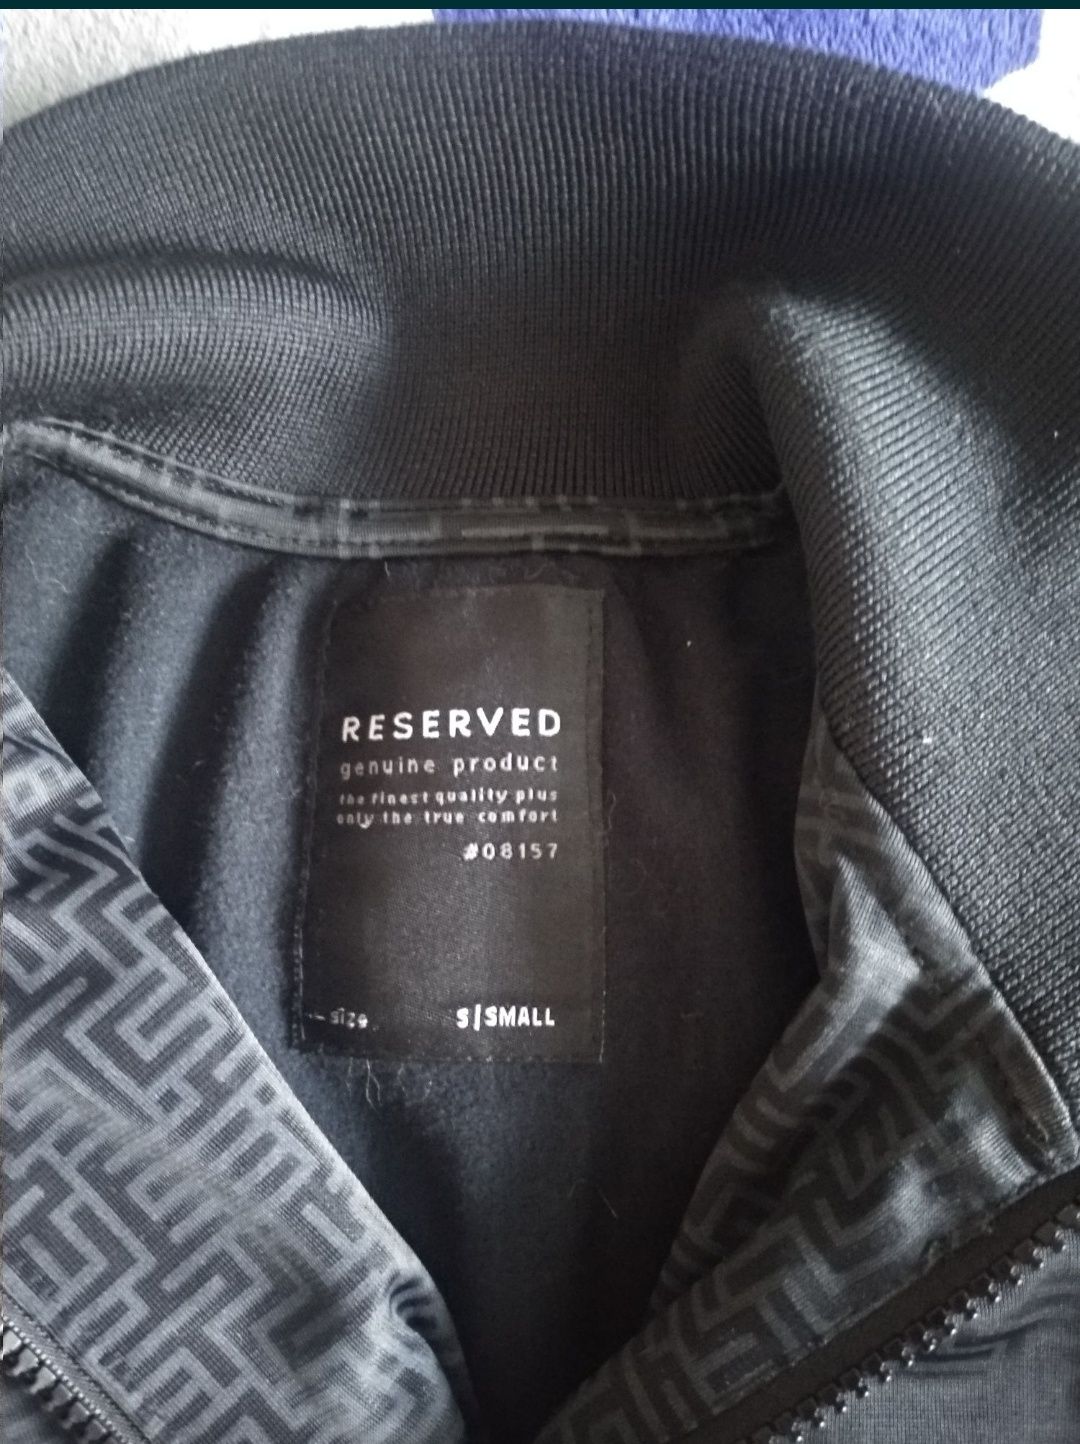 RESERVED
genuine product
the finest quality plus
only the true comfort
#08157
– size S/SMALL